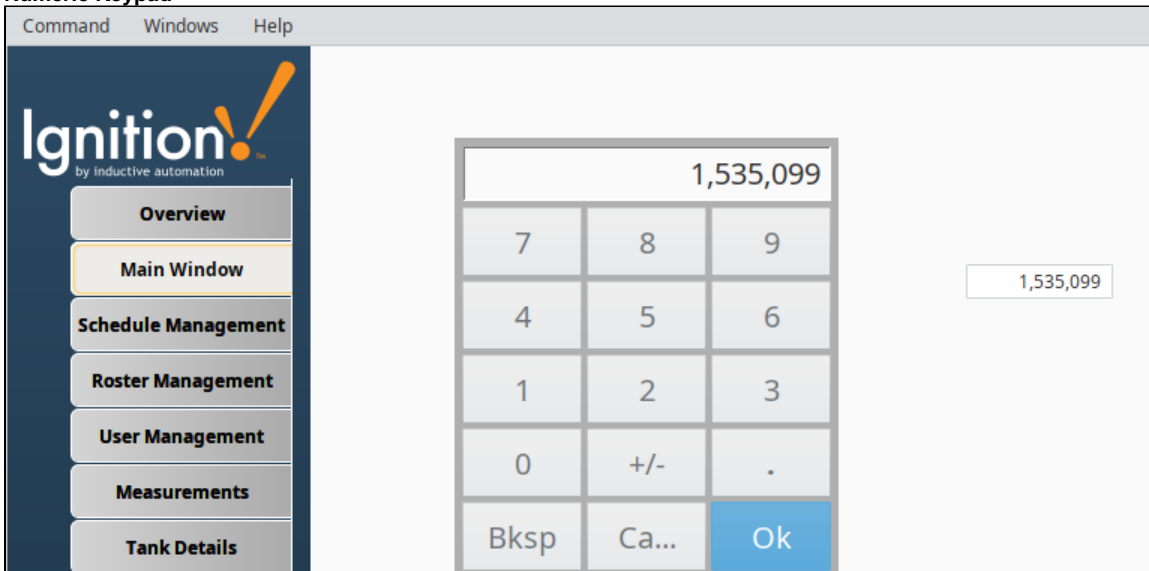 Numeric Keypad
Command Windows Help
Ignition!
by inductive automation
Overview
Main Window
Schedule Management
Roster Management
User Management
Measurements
Tank Details
1,535,099
7 8 9
4 5 6
1 2 3
0 +/- .
Bksp Ca... Ok
1,535,099